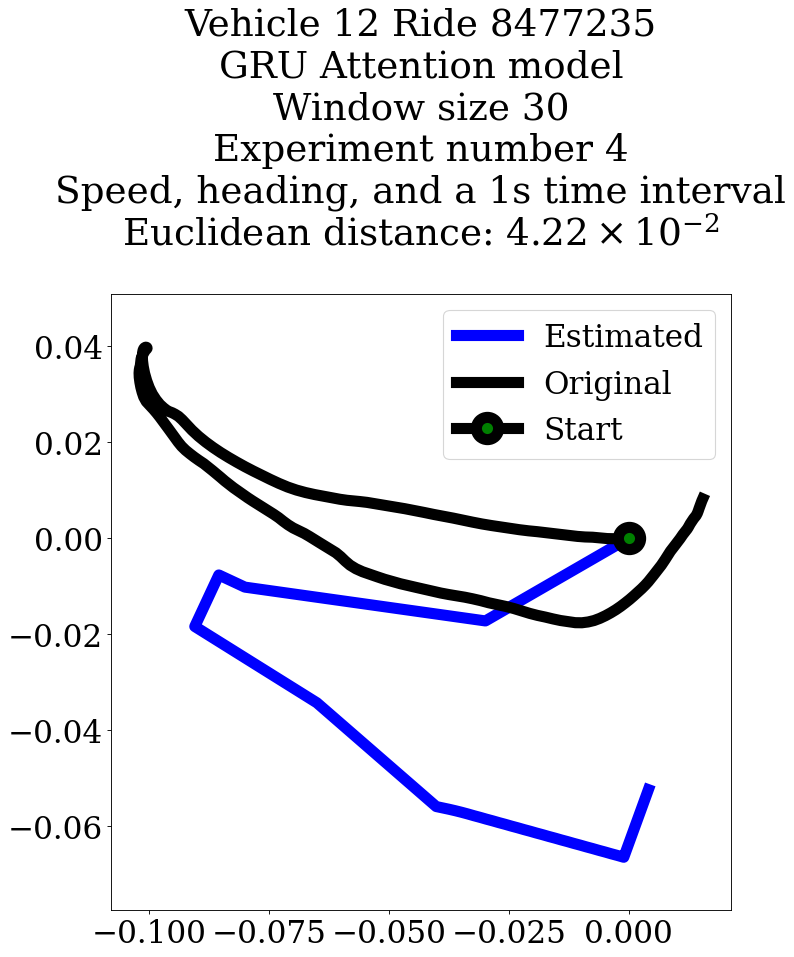 Vehicle 12 Ride 8477235
GRU Attention model
Window size 30
Experiment number 4
Speed, heading, and a 1s time interval
Euclidean distance: 4.22 × 10⁻²
Estimated
Original
Start
0.04
0.02
0.00
−0.02
−0.04
−0.06
−0.100 −0.075 −0.050 −0.025 0.000